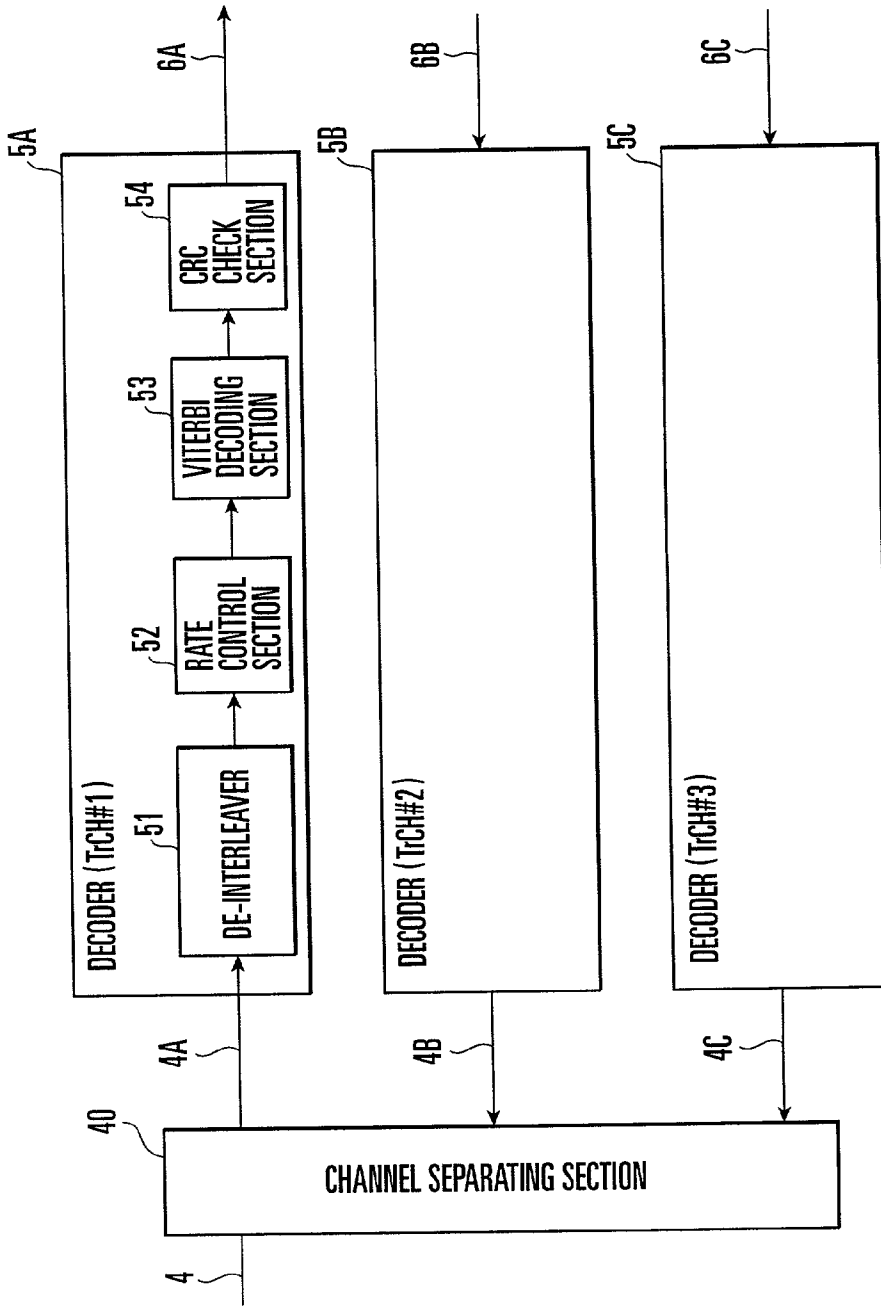 4
40
CHANNEL SEPARATING SECTION
4A
4B
4C
5A
DECODER (TrCH#1)
51
DE-INTERLEAVER
52
RATE
CONTROL
SECTION
53
VITERBI
DECODING
SECTION
54
CRC
CHECK
SECTION
6A
5B
DECODER (TrCH#2)
6B
5C
DECODER (TrCH#3)
6C